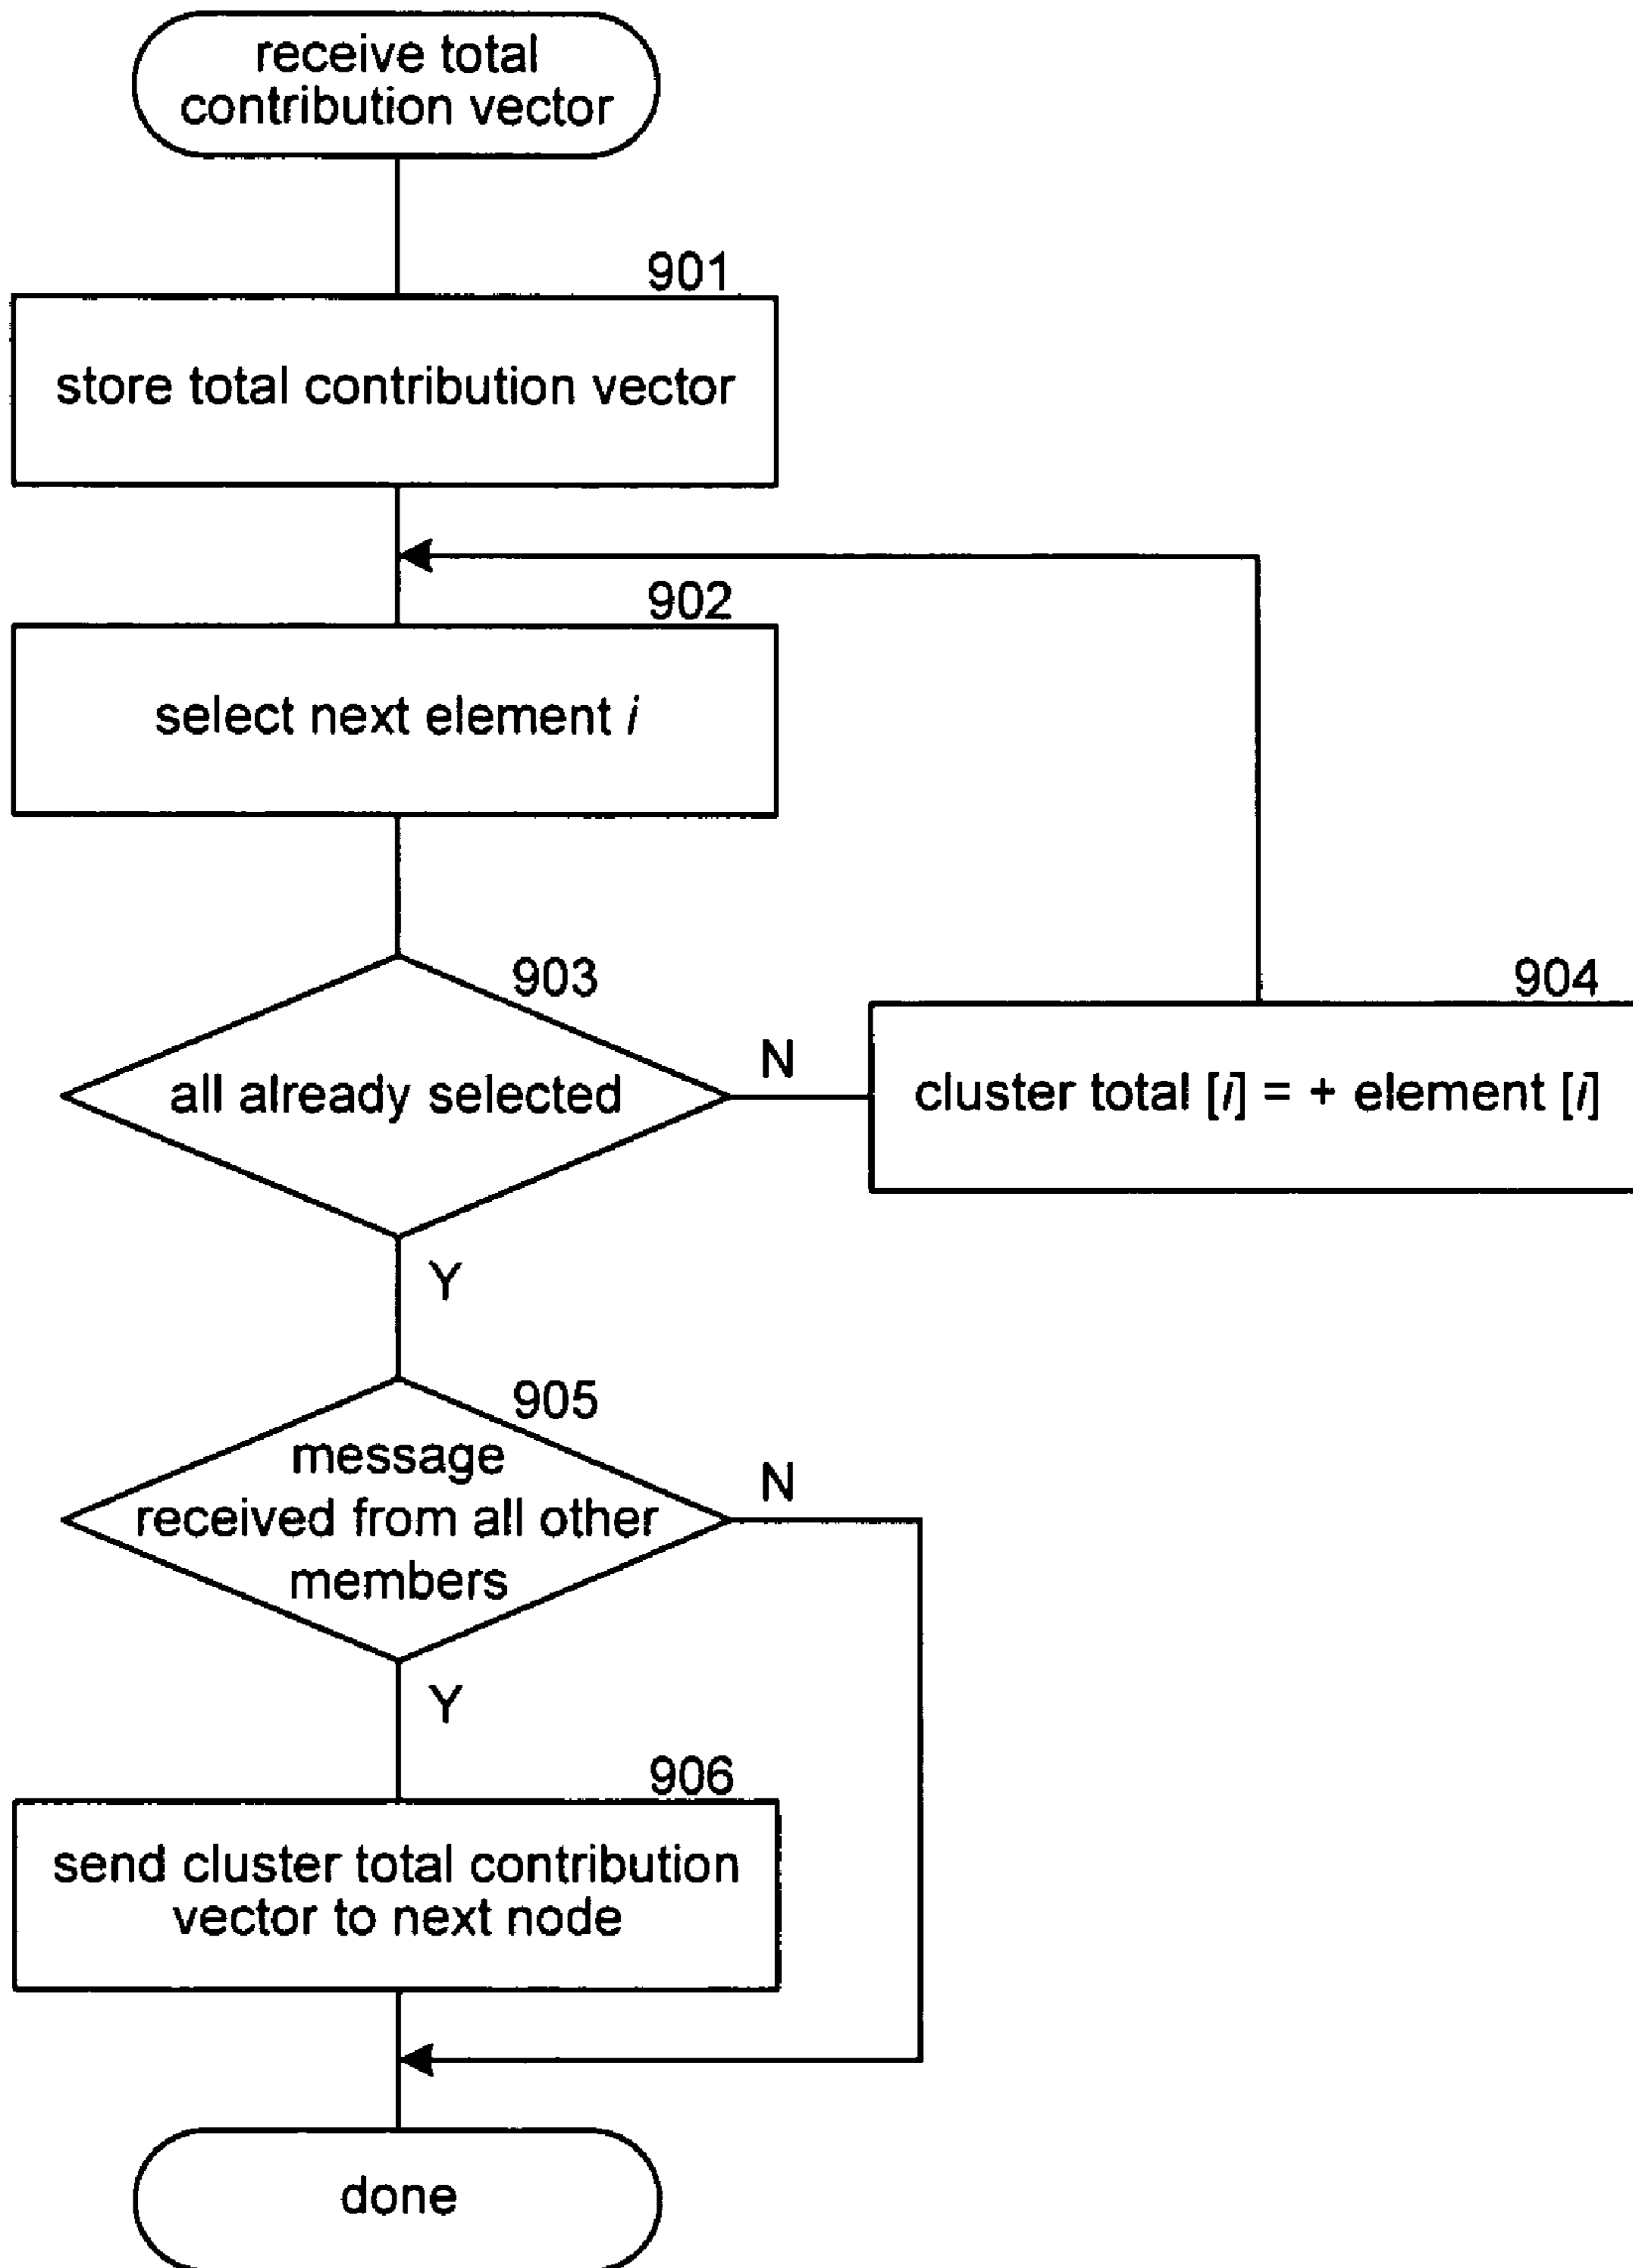 receive total
contribution vector
901
store total contribution vector
902
select next element i
903
all already selected
N
904
cluster total [i] = + element [i]
Y
905
message
received from all other
members
N
Y
906
send cluster total contribution
vector to next node
done